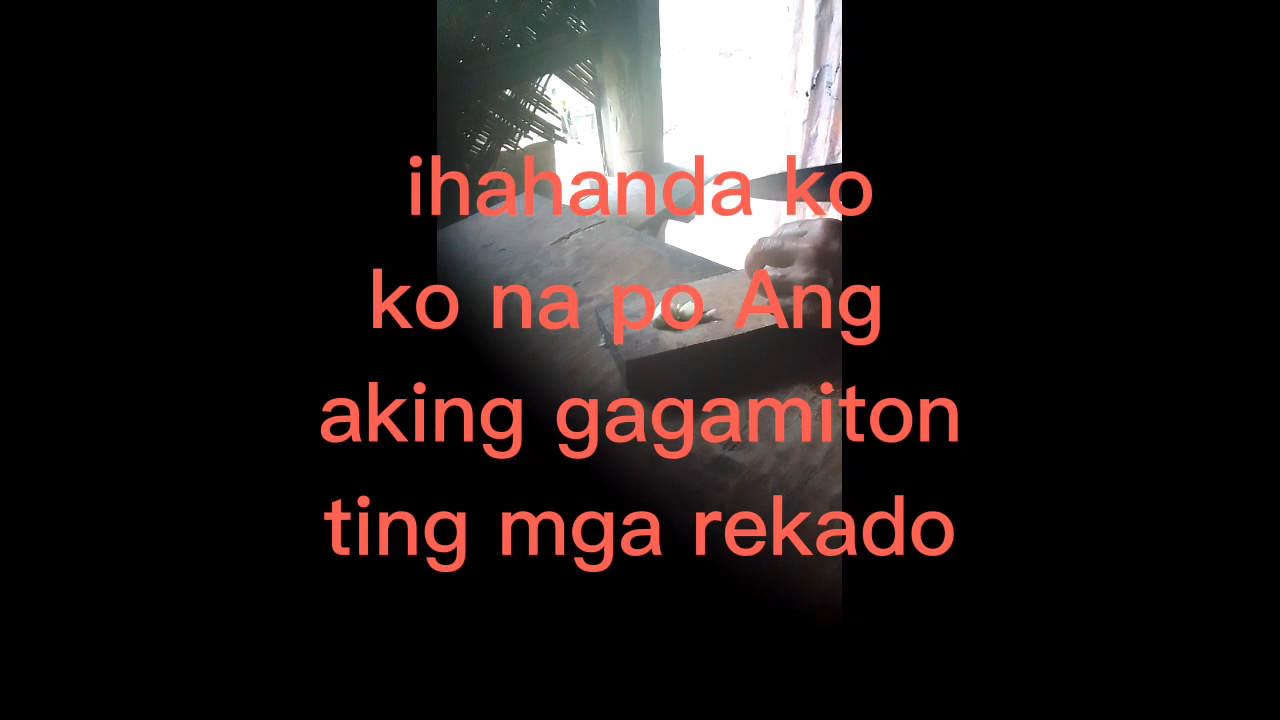 ihahanda ko
ko na po Ang
aking gagamiton
ting mga rekado